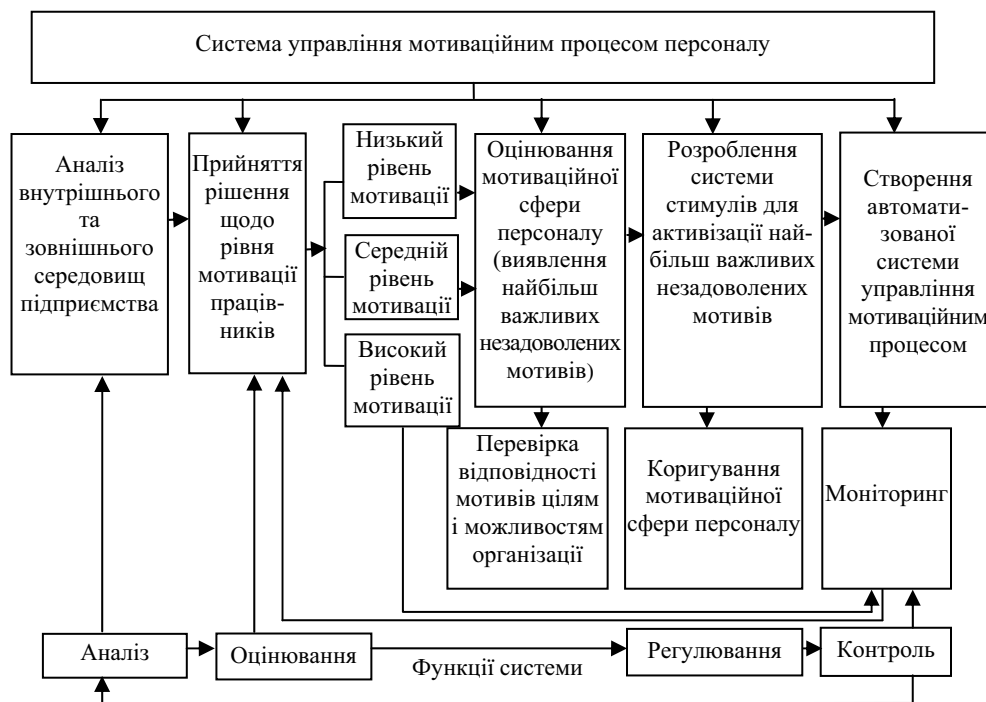 Система управління мотиваційним процесом персоналу
Аналіз
внутрішнього
та
зовнішнього
середовищ
підприємства
Прийняття
рішення
щодо
рівня
мотивації
праців-
ників
Низький
рівень
мотивації
Середній
рівень
мотивації
Високий
рівень
мотивації
Оцінювання
мотиваційної
сфери
персоналу
(виявлення
найбільш
важливих
незадоволених
мотивів)
Розроблення
системи
стимулів для
активізації най-
більш важливих
незадоволених
мотивів
Створення
автомати-
зованої
системи
управління
мотиваційним
процесом
Перевірка
відповідності
мотивів цілям
і можливостям
організації
Коригування
мотиваційної
сфери персоналу
Моніторинг
Аналіз
Оцінювання
Функції системи
Регулювання
Контроль